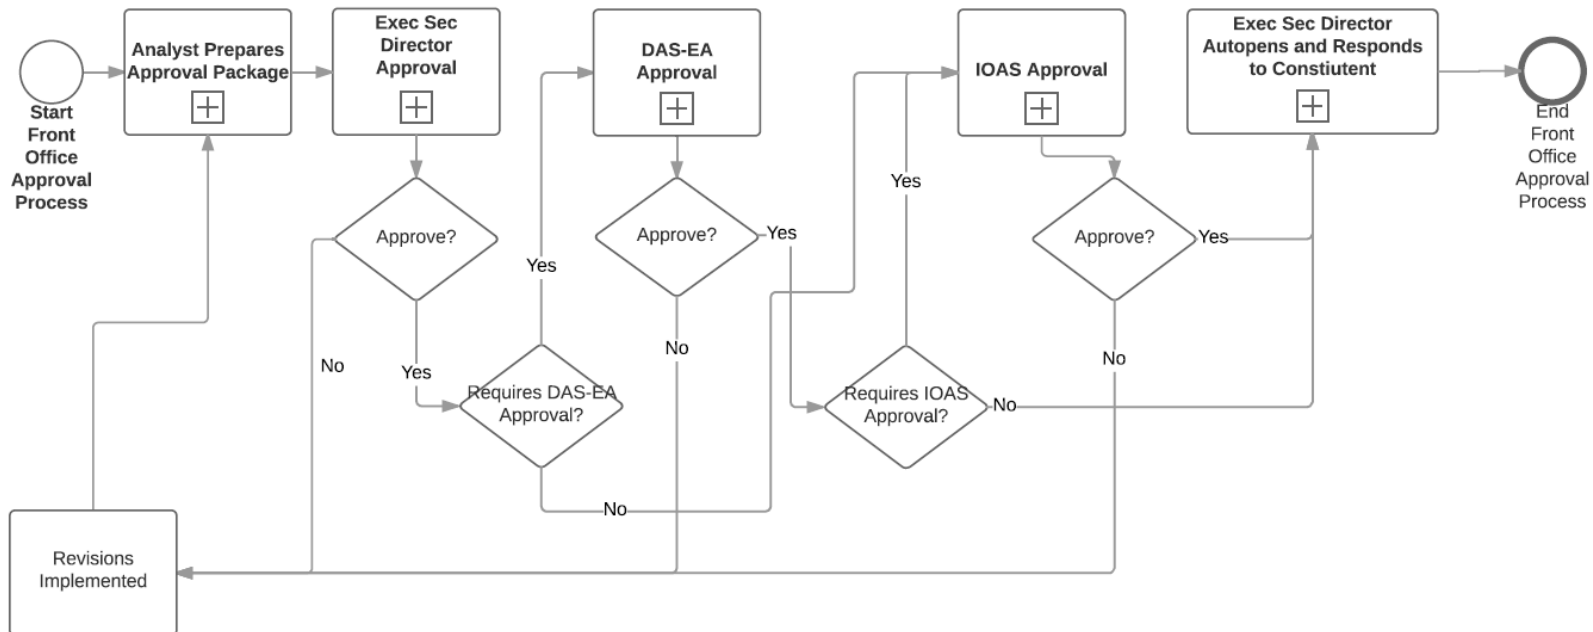 Analyst Prepares
Approval Package
Exec Sec
Director
Approval
DAS-EA
Approval
IOAS Approval
Exec Sec Director
Autopens and Responds
to Constiutent
Start
Front
Office
Approval
Process
End
Front
Office
Approval
Process
Approve?
Approve?
Approve?
Yes
Yes
Yes
Yes
No
No
No
Yes
Requires DAS-EA
Approval?
Requires IOAS
Approval?
No
No
Revisions
Implemented